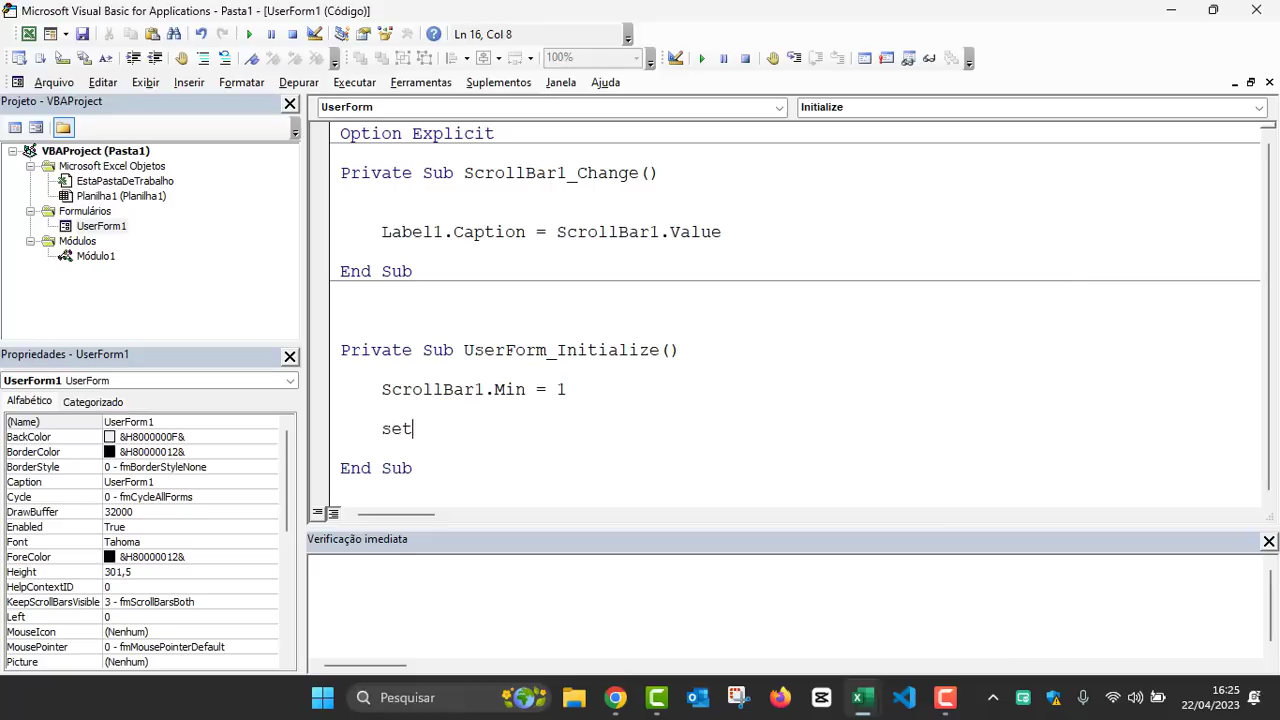 Microsoft Visual Basic for Applications - Pasta1 - [UserForm1 (Código)]
Ln 16, Col 8
100%
Arquivo Editar Exibir Inserir Formatar Depurar Executar Ferramentas Suplementos Janela Ajuda
Projeto - VBAProject
VBAProject (Pasta1)
Microsoft Excel Objetos
EstaPastaDeTrabalho
Planilha1 (Planilha1)
Formulários
UserForm1
Módulos
Módulo1
Propriedades - UserForm1
UserForm1 UserForm
Alfabético Categorizado
(Name) UserForm1
BackColor &H8000000F&
BorderColor &H80000012&
BorderStyle 0 - fmBorderStyleNone
Caption UserForm1
Cycle 0 - fmCycleAllForms
DrawBuffer 32000
Enabled True
Font Tahoma
ForeColor &H80000012&
Height 301,5
HelpContextID 0
KeepScrollBarsVisible 3 - fmScrollBarsBoth
Left 0
MouseIcon (Nenhum)
MousePointer 0 - fmMousePointerDefault
Picture (Nenhum)
UserForm Initialize
Option Explicit
Private Sub ScrollBar1_Change()
Label1.Caption = ScrollBar1.Value
End Sub
Private Sub UserForm_Initialize()
ScrollBar1.Min = 1
set
End Sub
Verificação imediata
Pesquisar
16:25
22/04/2023